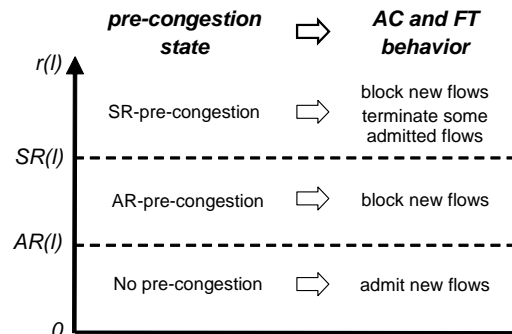 pre-congestion state
AC and FT behavior
r(l)
SR-pre-congestion
block new flows
terminate some
admitted flows
SR(l)
AR-pre-congestion
block new flows
AR(l)
No pre-congestion
admit new flows
0